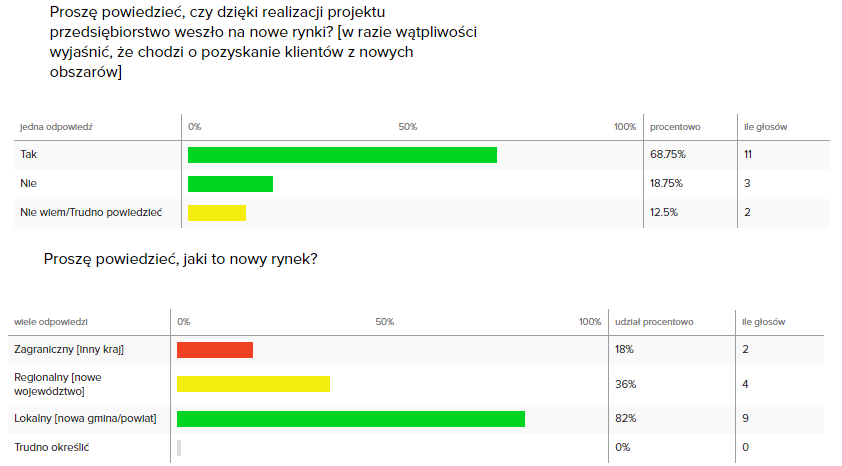 Proszę powiedzieć, czy dzięki realizacji projektu
przedsiębiorstwo weszło na nowe rynki? [w razie wątpliwości
wyjaśnić, że chodzi o pozyskanie klientów z nowych
obszarów]
jedna odpowiedź 0% 50% 100% procentowo ile głosów
Tak 68.75% 11
Nie 18.75% 3
Nie wiem/Trudno powiedzieć 12.5% 2
Proszę powiedzieć, jaki to nowy rynek?
wiele odpowiedzi 0% 50% 100% udział procentowo ile głosów
Zagraniczny [inny kraj] 18% 2
Regionalny [nowe
województwo] 36% 4
Lokalny [nowa gmina/powiat] 82% 9
Trudno określić 0% 0